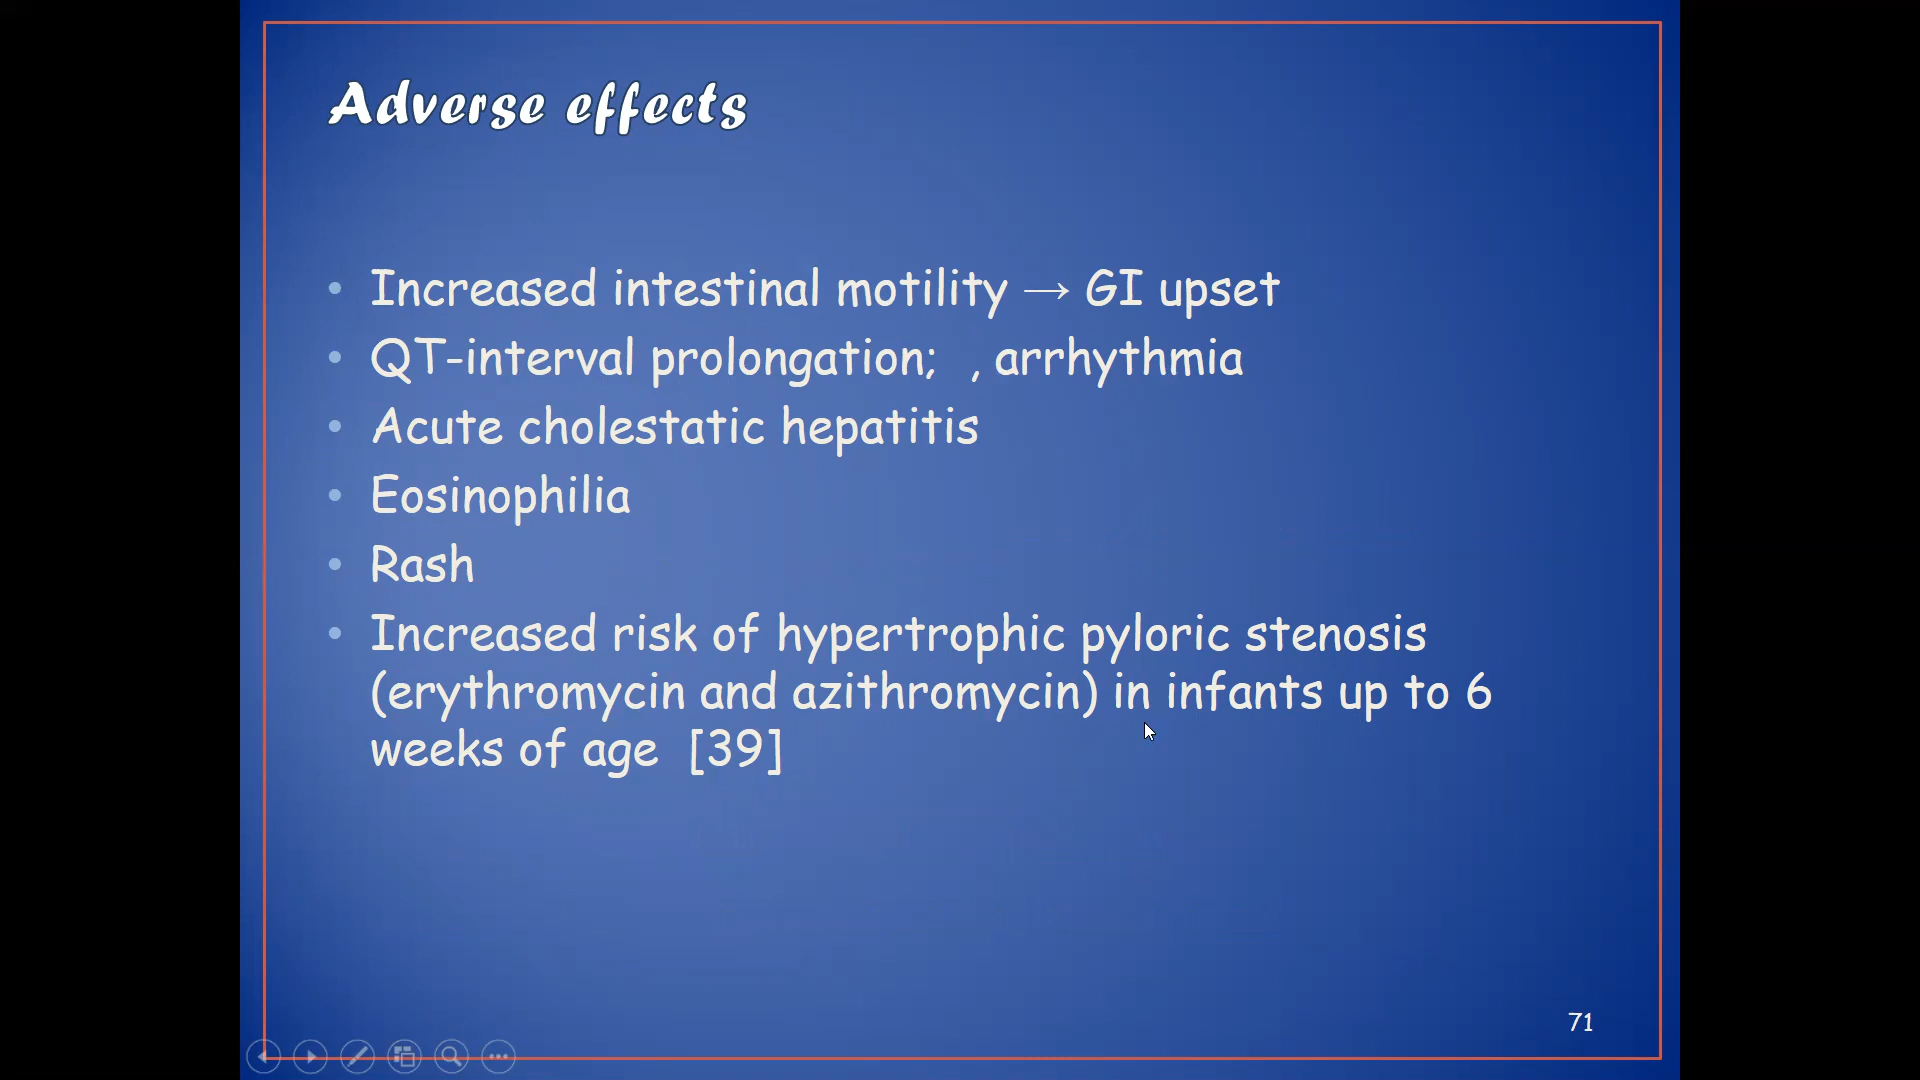 Adverse effects
• Increased intestinal motility → GI upset
• QT-interval prolongation;  , arrhythmia
• Acute cholestatic hepatitis
• Eosinophilia
• Rash
• Increased risk of hypertrophic pyloric stenosis
(erythromycin and azithromycin) in infants up to 6
weeks of age  [39]
71